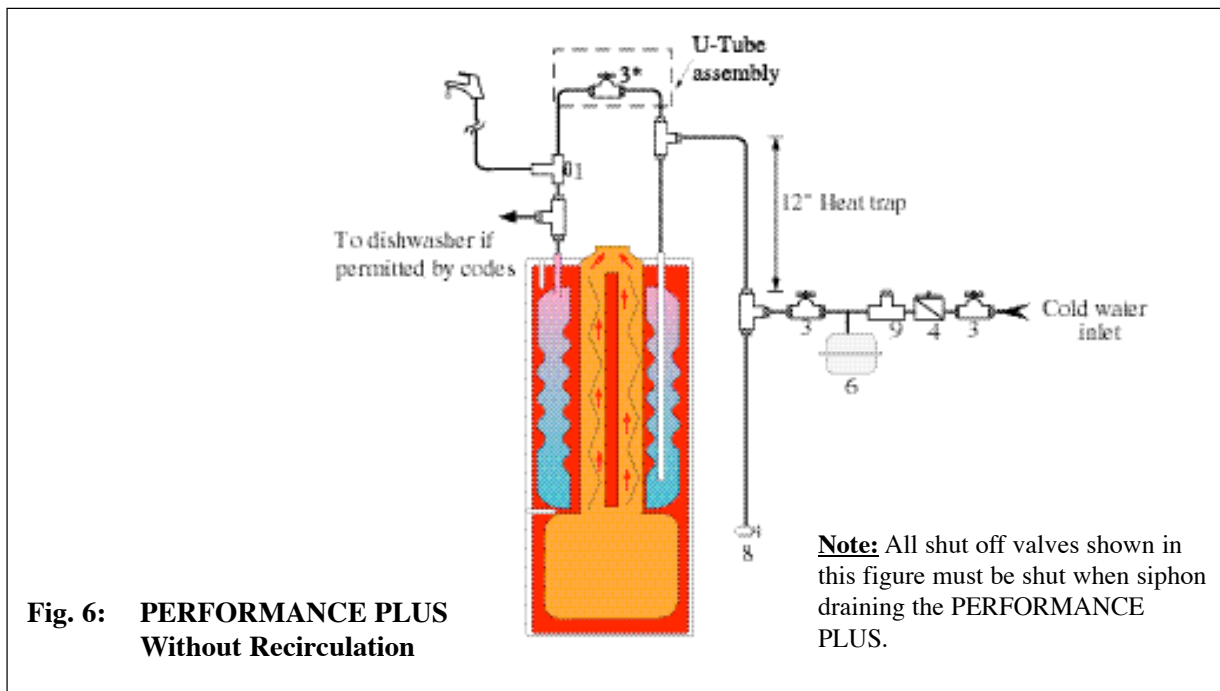 U-Tube
assembly
3*
1
12" Heat trap
To dishwasher if
permitted by codes
3
9
4
3
Cold water
inlet
6
8
Note: All shut off valves shown in
this figure must be shut when siphon
draining the PERFORMANCE
PLUS.
Fig. 6: PERFORMANCE PLUS
Without Recirculation